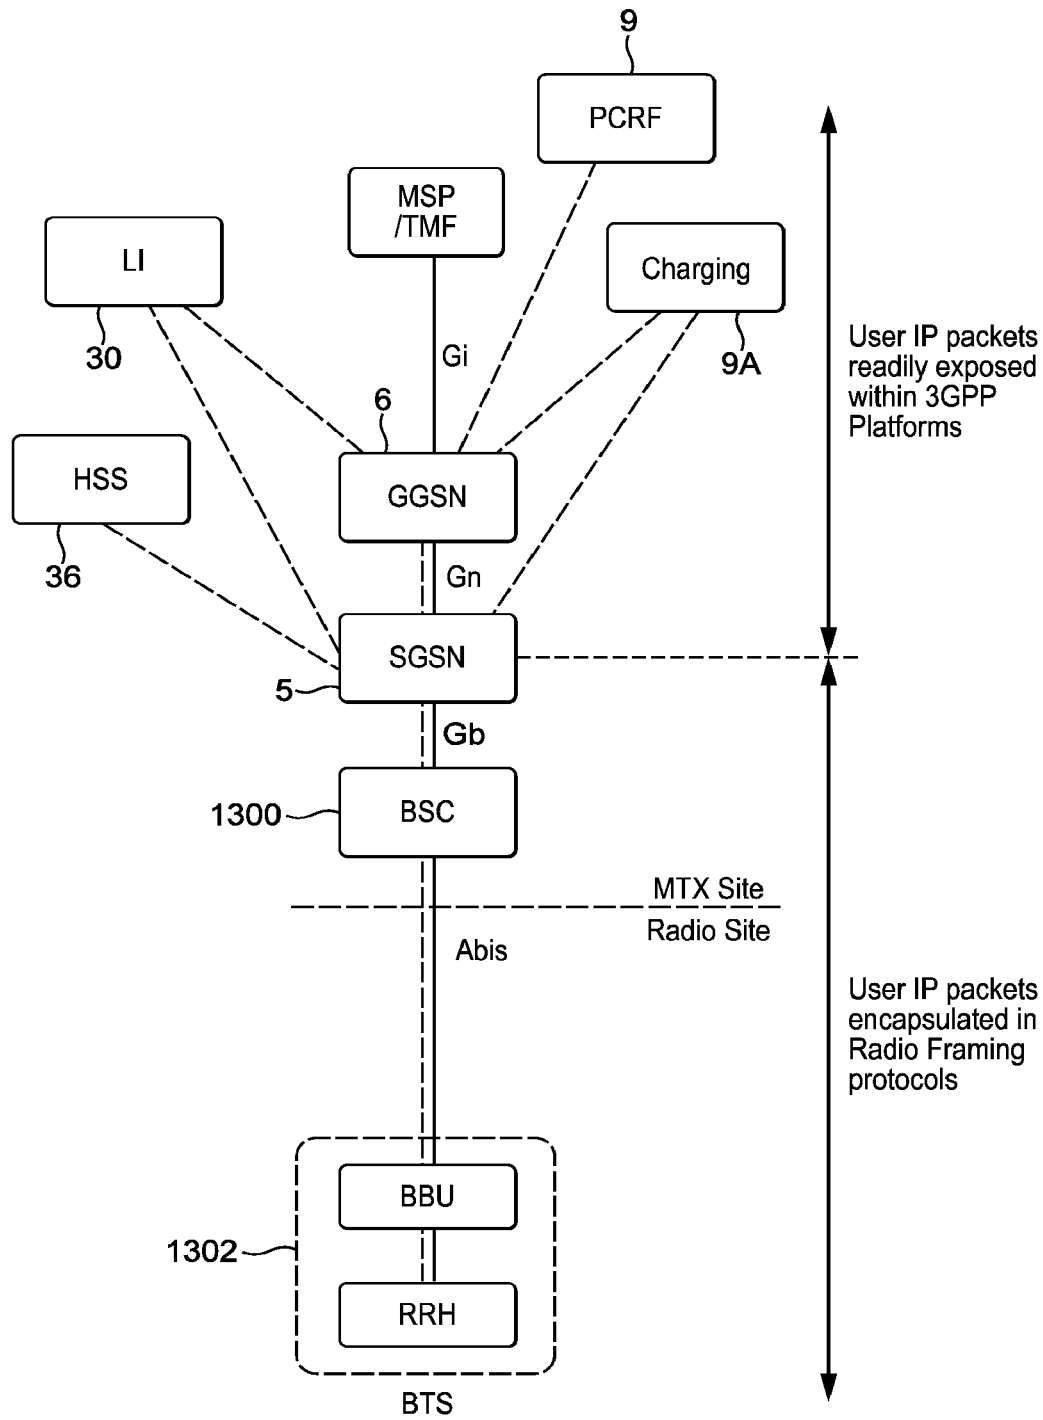 9
PCRF
MSP
/TMF
LI
Charging
30
9A
Gi
User IP packets
readily exposed
within 3GPP
Platforms
6
HSS
GGSN
36
Gn
SGSN
5
Gb
1300
BSC
MTX Site
Radio Site
Abis
User IP packets
encapsulated in
Radio Framing
protocols
BBU
1302
RRH
BTS